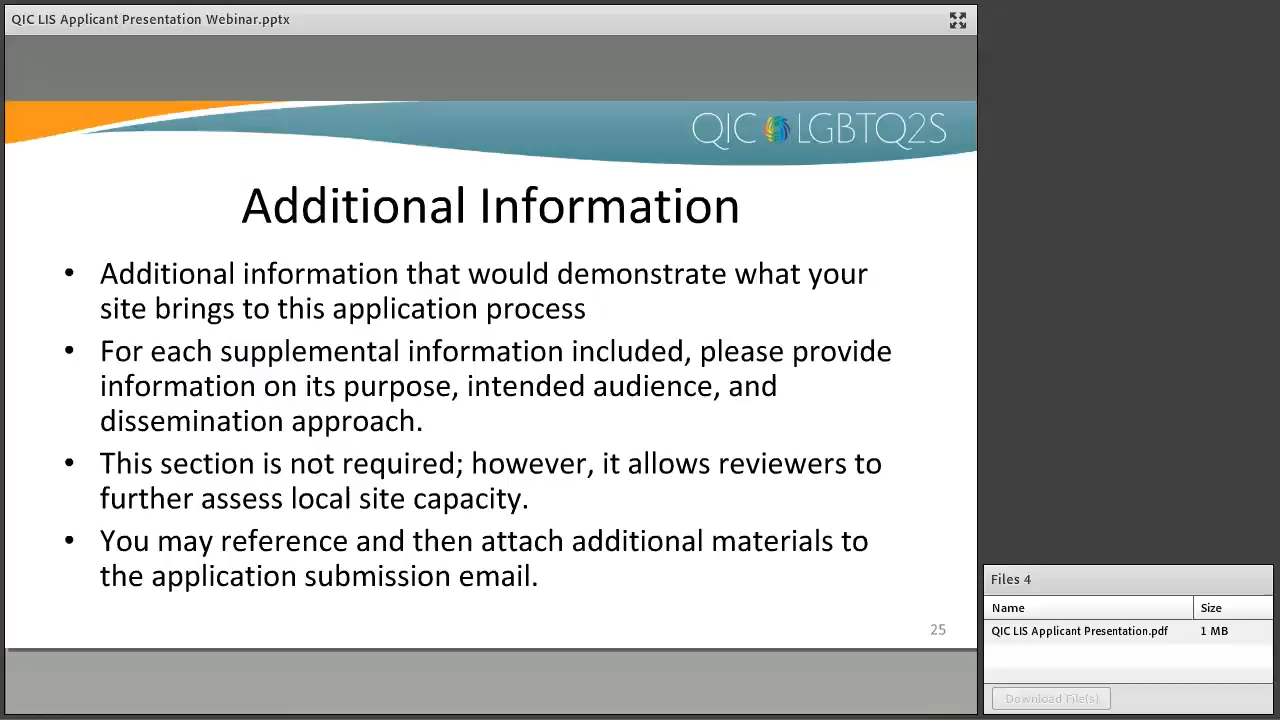 QIC LIS Applicant Presentation Webinar.pptx
QIC LGBTQ2S
Additional Information
• Additional information that would demonstrate what your
site brings to this application process
• For each supplemental information included, please provide
information on its purpose, intended audience, and
dissemination approach.
• This section is not required; however, it allows reviewers to
further assess local site capacity.
• You may reference and then attach additional materials to
the application submission email.
25
Files 4
Name Size
QIC LIS Applicant Presentation.pdf 1 MB
Download File(s)